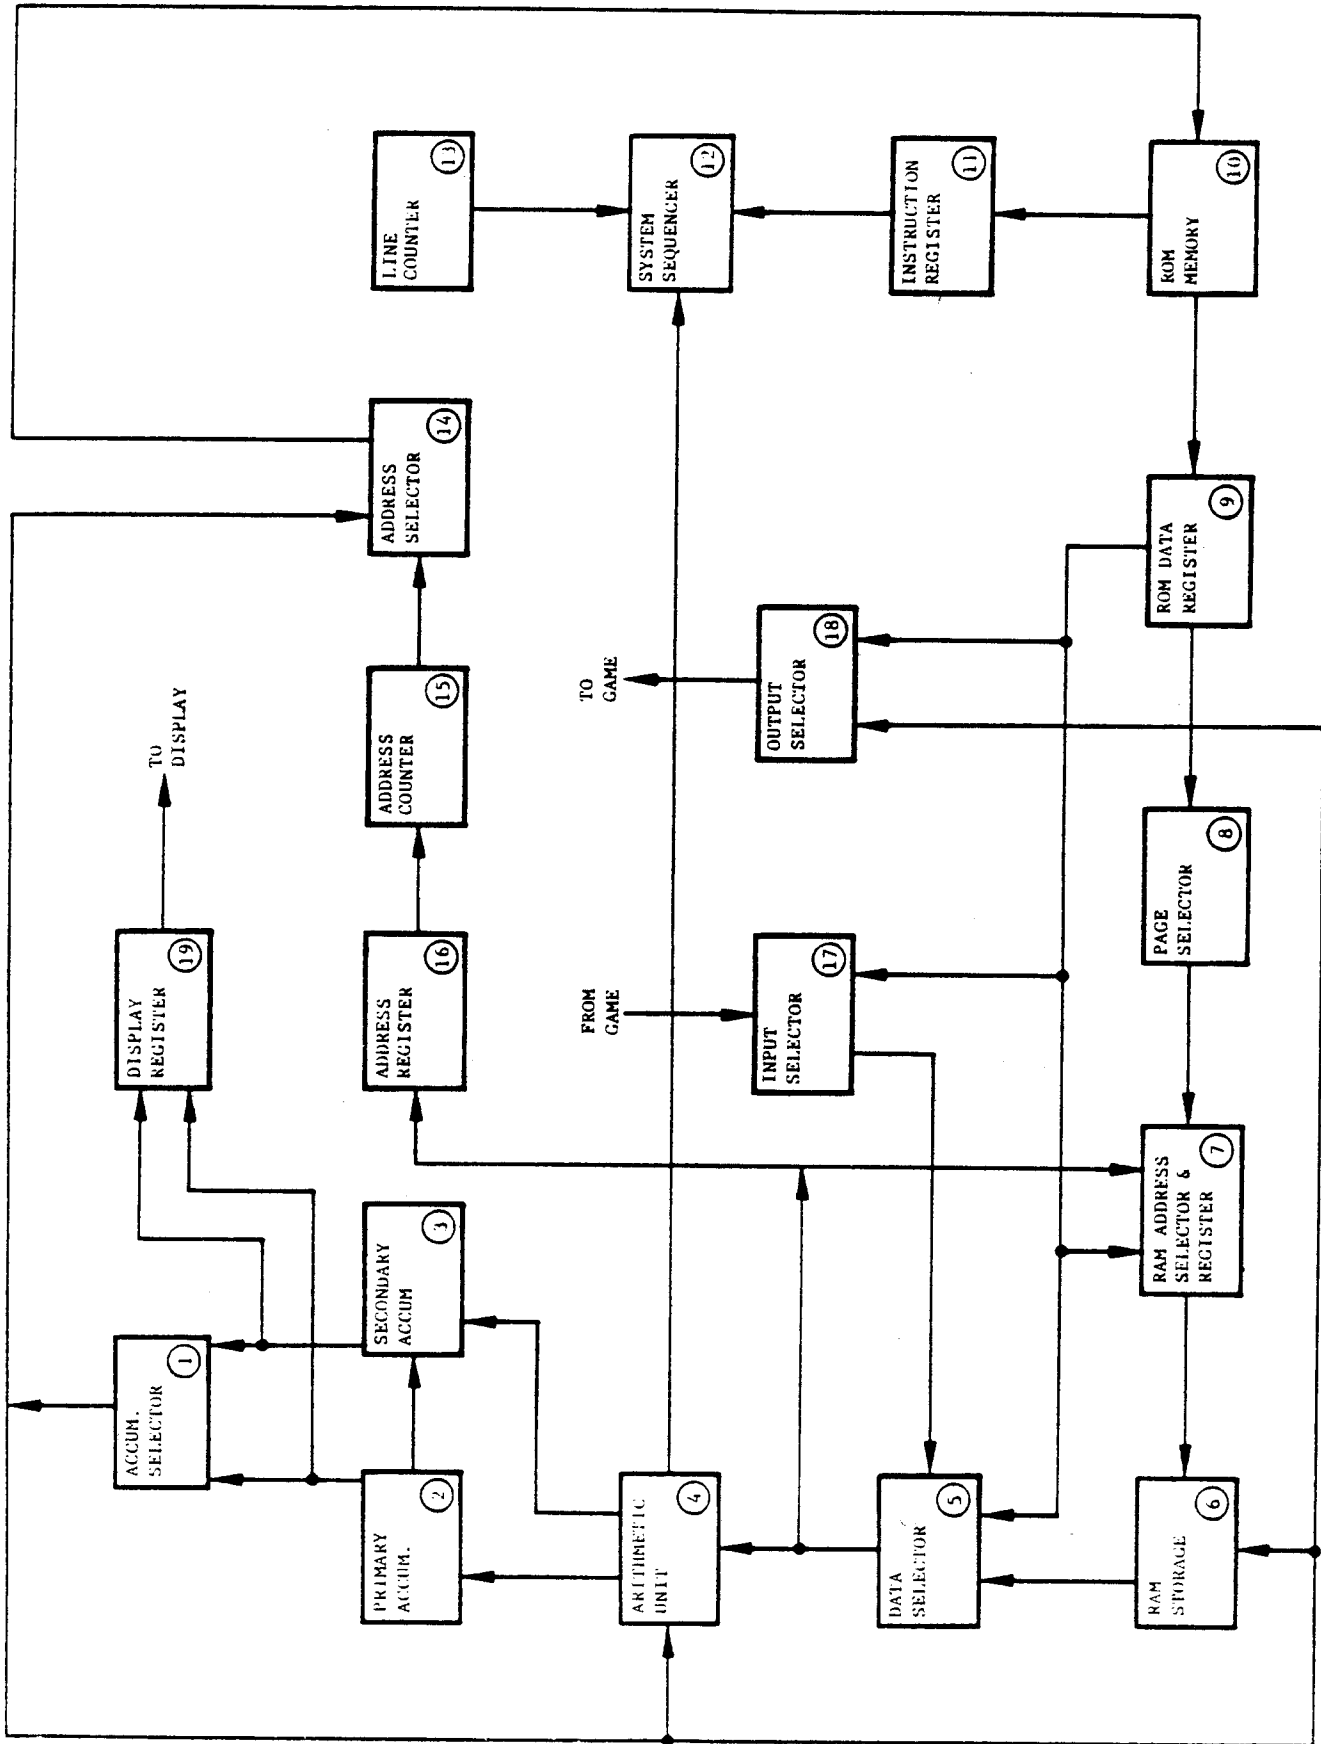 ACCUM.
SELECTOR
1
PRIMARY
ACCUM.
2
SECONDARY
ACCUM
3
ARITHMETIC
UNIT
4
DATA
SELECTOR
5
RAM
STORAGE
6
RAM ADDRESS
SELECTOR &
REGISTER
7
PAGE
SELECTOR
8
ROM DATA
REGISTER
9
ROM
MEMORY
10
INSTRUCTION
REGISTER
11
SYSTEM
SEQUENCER
12
LINE
COUNTER
13
ADDRESS
SELECTOR
14
ADDRESS
COUNTER
15
ADDRESS
REGISTER
16
FROM
GAME
INPUT
SELECTOR
17
TO
GAME
OUTPUT
SELECTOR
18
DISPLAY
REGISTER
19
TO
DISPLAY